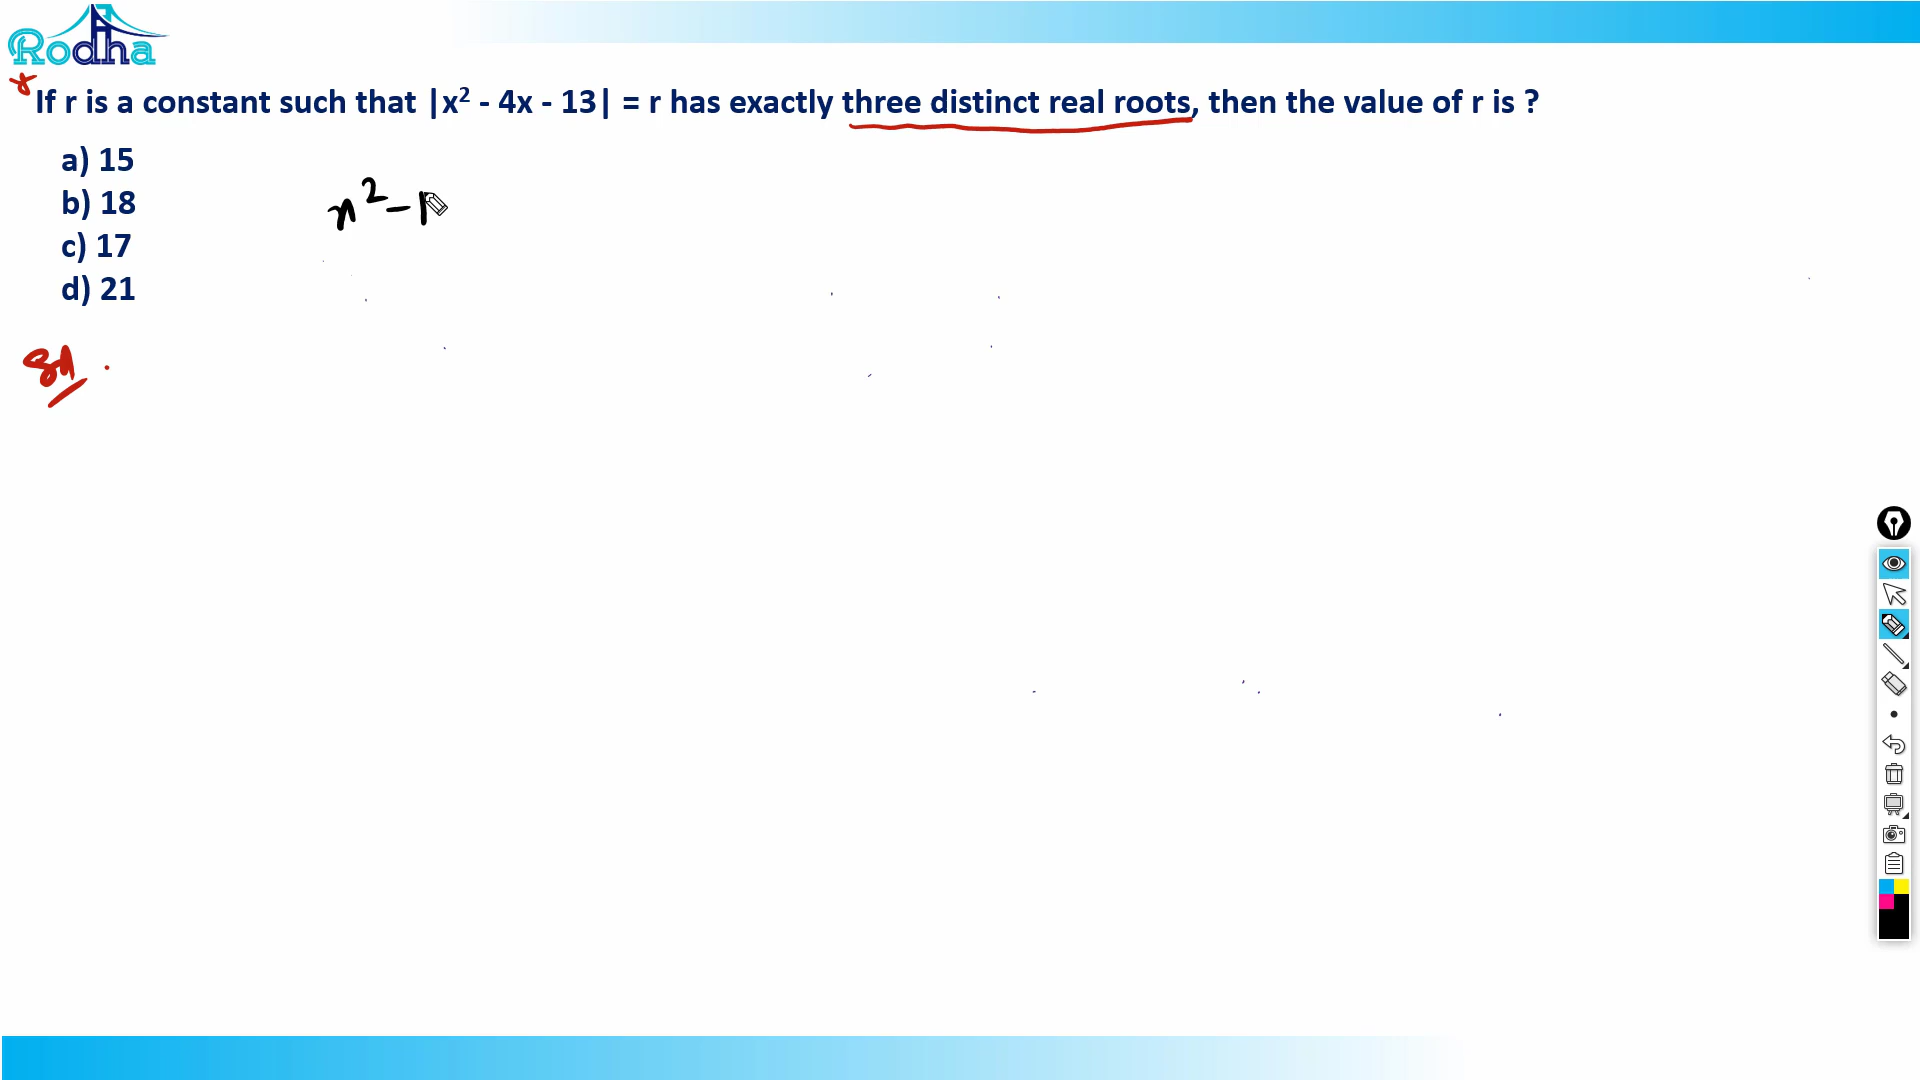 Rodha
If r is a constant such that |x² - 4x - 13| = r has exactly three distinct real roots, then the value of r is ?
a) 15
b) 18
c) 17
d) 21
x² -